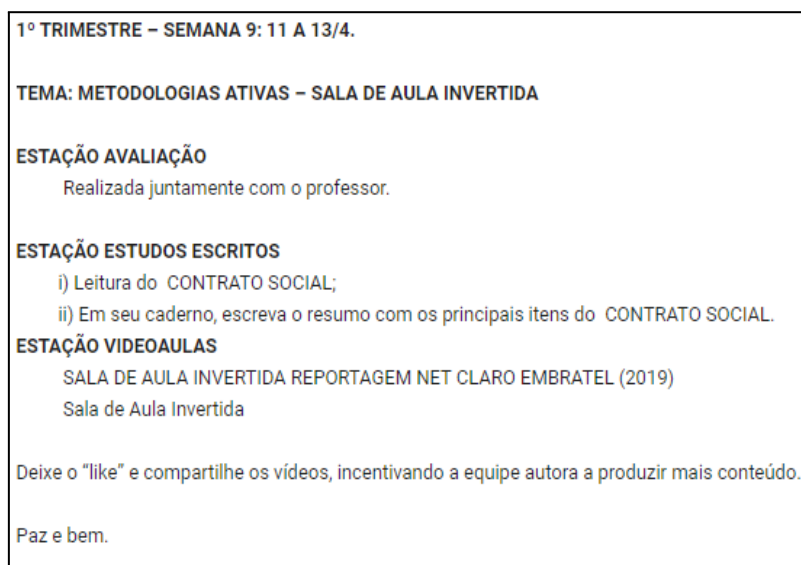 1º TRIMESTRE – SEMANA 9: 11 A 13/4.
TEMA: METODOLOGIAS ATIVAS – SALA DE AULA INVERTIDA
ESTAÇÃO AVALIAÇÃO
Realizada juntamente com o professor.
ESTAÇÃO ESTUDOS ESCRITOS
i) Leitura do CONTRATO SOCIAL;
ii) Em seu caderno, escreva o resumo com os principais itens do CONTRATO SOCIAL.
ESTAÇÃO VIDEOAULAS
SALA DE AULA INVERTIDA REPORTAGEM NET CLARO EMBRATEL (2019)
Sala de Aula Invertida
Deixe o “like” e compartilhe os vídeos, incentivando a equipe autora a produzir mais conteúdo.
Paz e bem.